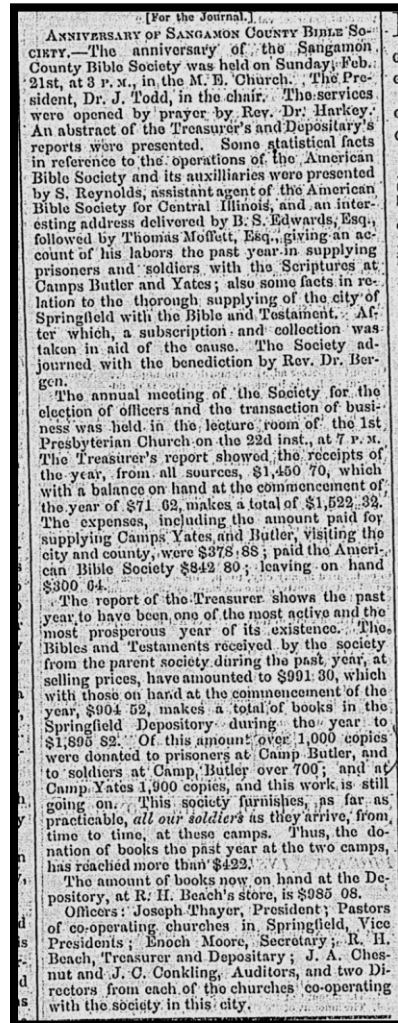 [For the Journal.]
ANNIVERSARY OF SANGAMON COUNTY BIBLE SO-
CIETY.—The anniversary of the Sangamon
County Bible Society was held on Sunday, Feb.
21st, at 3 P. M., in the M. E. Church. The Pre-
sident, Dr. J. Todd, in the chair. The services
were opened by prayer by Rev. Dr. Harkey.
An abstract of the Treasurer's and Depositary's
reports were presented. Some statistical facts
in reference to the operations of the American
Bible Society and its auxilliaries were presented
by S. Reynolds, assistant agent of the American
Bible Society for Central Illinois, and an inter-
esting address delivered by B. S. Edwards, Esq.,
followed by Thomas Moffett, Esq., giving an ac-
count of his labors the past year in supplying
prisoners and soldiers with the Scriptures at
Camps Butler and Yates; also some facts in re-
lation to the thorough supplying of the city of
Springfield with the Bible and Testament. Af-
ter which, a subscription and collection was
taken in aid of the cause. The Society ad-
journed with the benediction by Rev. Dr. Ber-
gen.
The annual meeting of the Society for the
election of officers and the transaction of busi-
ness was held in the lecture room of the 1st
Presbyterian Church on the 22d inst., at 7 P. M.
The Treasurer's report showed the receipts of
the year, from all sources, $1,450 70, which
with a balance on hand at the commencement of
the year of $71 62, makes a total of $1,522 32.
The expenses, including the amount paid for
supplying Camps Yates and Butler, visiting the
city and county, were $378 88; paid the Ameri-
can Bible Society $842 80; leaving on hand
$300 64.
The report of the Treasurer shows the past
year to have been one of the most active and the
most prosperous year of its existence. The
Bibles and Testaments received by the society
from the parent society during the past year, at
selling prices, have amounted to $991 30, which
with those on hand at the commencement of the
year, $904 52, makes a total of books in the
Springfield Depository during the year to
$1,895 82. Of this amount over 1,000 copies
were donated to prisoners at Camp Butler, and
to soldiers at Camp Butler over 700; and at
Camp Yates 1,900 copies, and this work is still
going on. This society furnishes, as far as
practicable, all our soldiers as they arrive, from
time to time, at these camps. Thus, the do-
nation of books the past year at the two camps,
has reached more than $422.
The amount of books now on hand at the De-
pository, at R. H. Beach's store, is $985 08.
Officers: Joseph Thayer, President; Pastors
of co-operating churches in Springfield, Vice
Presidents; Enoch Moore, Secretary; R. H.
Beach, Treasurer and Depositary; J. A. Ches-
nut and J. C. Conkling, Auditors, and two Di-
rectors from each of the churches co-operating
with the society in this city.